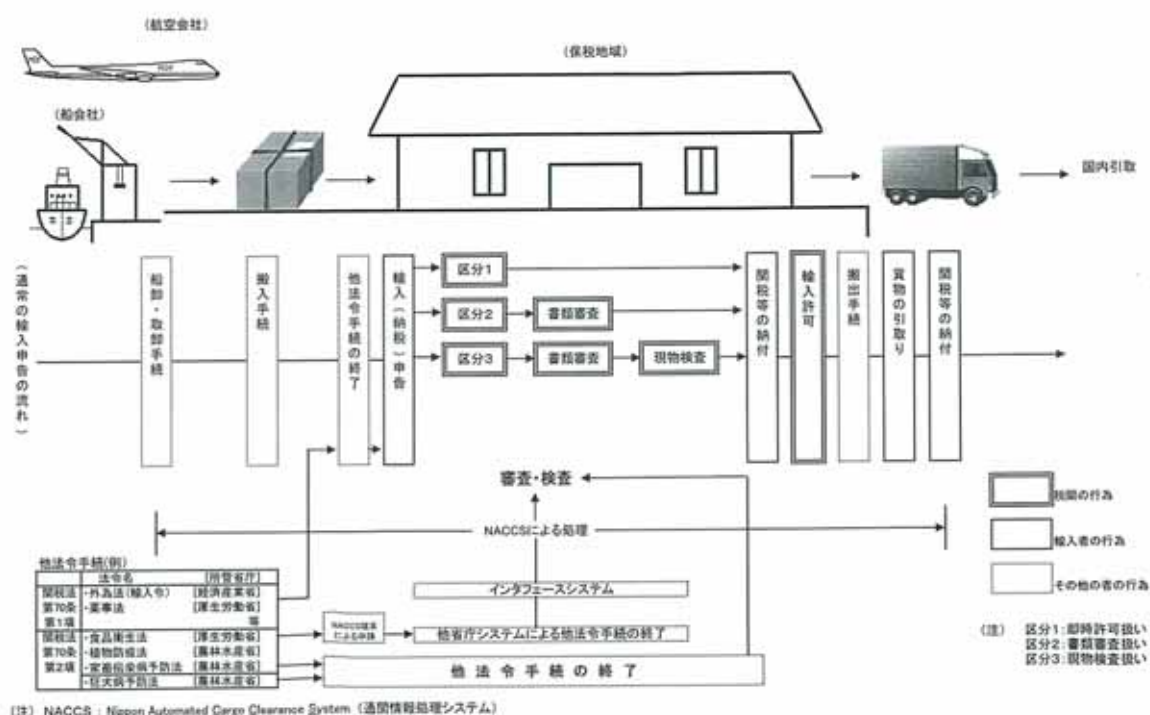 (航空会社)
(保税地域)
(船会社)
国内引取
(通常の輸入申告の流れ)
船卸・取卸手続
搬入手続
他法令手続の終了
輸入(納税)申告
区分1
区分2
書類審査
区分3
書類審査
現物検査
関税等の納付
輸入許可
搬出手続
貨物の引取り
関税等の納付
審査・検査
NACCSによる処理
税関の行為
輸入者の行為
その他の者の行為
他法令手続(例)
法令名 [所管省庁]
関税法第70条第1項
・外為法(輸入令) [経済産業省]
・薬事法 [厚生労働省]
等
関税法第70条第2項
・食品衛生法 [厚生労働省]
・植物防疫法 [農林水産省]
・家畜伝染病予防法 [農林水産省]
・狂犬病予防法 [農林水産省]
NACCS端末
による申請
インタフェースシステム
他省庁システムによる他法令手続の終了
他法令手続の終了
(注) 区分1:即時許可扱い
区分2:書類審査扱い
区分3:現物検査扱い
(注) NACCS : Nippon Automated Cargo Clearance System (通関情報処理システム)